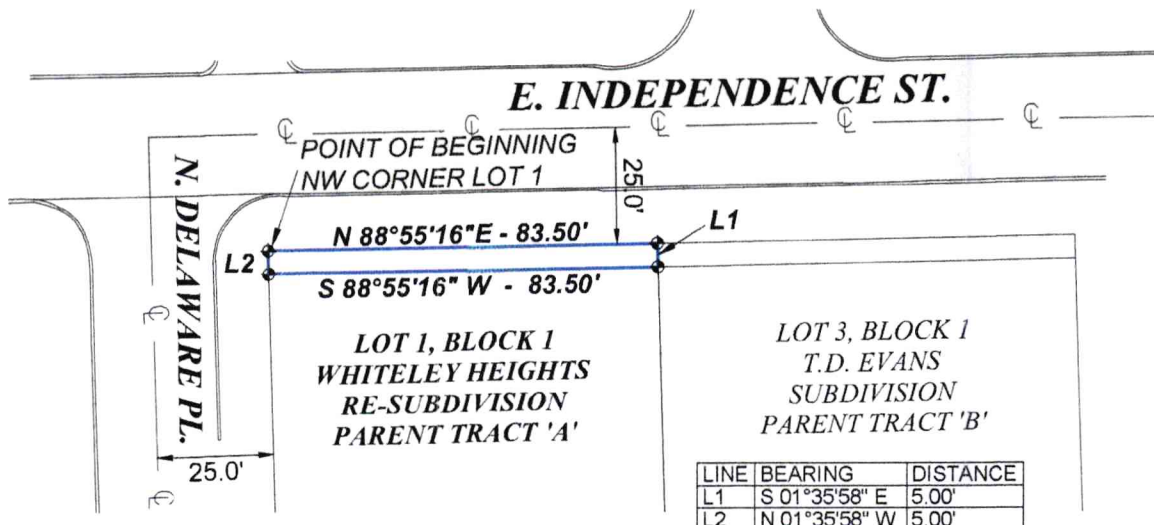 E. INDEPENDENCE ST.
℄ ℄ ℄ ℄ ℄
POINT OF BEGINNING
NW CORNER LOT 1
25.0'
N. DELAWARE PL.
N 88°55'16"E - 83.50'
L1
L2
S 88°55'16" W - 83.50'
℄
LOT 1, BLOCK 1
WHITELEY HEIGHTS
RE-SUBDIVISION
PARENT TRACT 'A'
LOT 3, BLOCK 1
T.D. EVANS
SUBDIVISION
PARENT TRACT 'B'
25.0'
℄
LINE BEARING DISTANCE
L1 S 01°35'58" E 5.00'
L2 N 01°35'58" W 5.00'